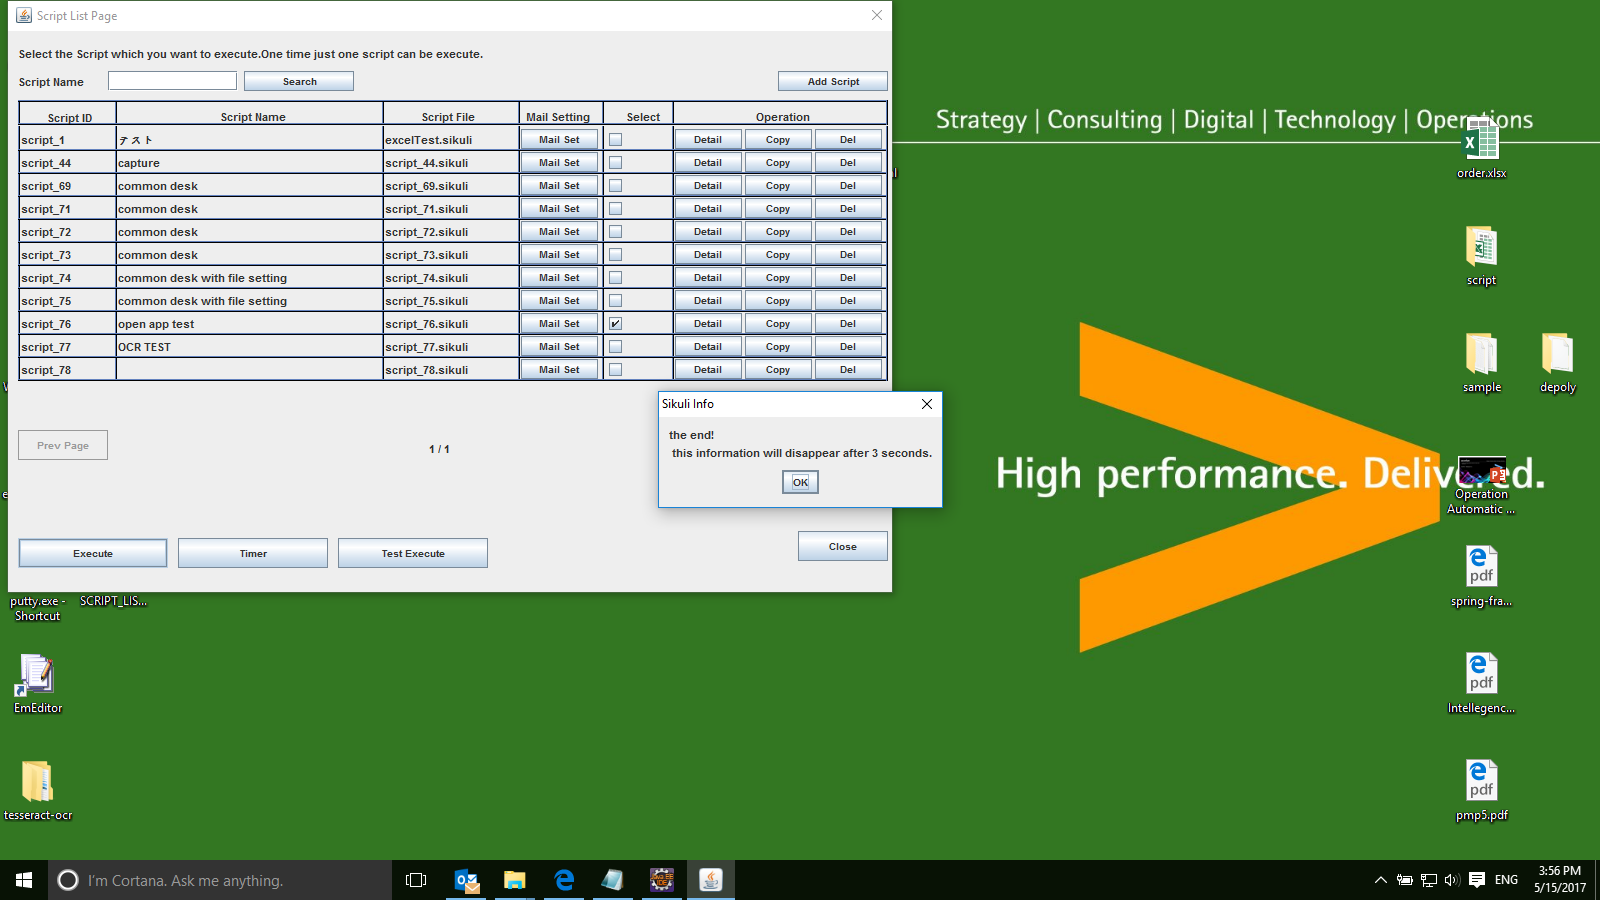 Script List Page
Select the Script which you want to execute.One time just one script can be execute.
Script Name Search Add Script
Script ID Script Name Script File Mail Setting Select Operation
script_1 テスト excelTest.sikuli Mail Set Detail Copy Del
script_44 capture script_44.sikuli Mail Set Detail Copy Del
script_69 common desk script_69.sikuli Mail Set Detail Copy Del
script_71 common desk script_71.sikuli Mail Set Detail Copy Del
script_72 common desk script_72.sikuli Mail Set Detail Copy Del
script_73 common desk script_73.sikuli Mail Set Detail Copy Del
script_74 common desk with file setting script_74.sikuli Mail Set Detail Copy Del
script_75 common desk with file setting script_75.sikuli Mail Set Detail Copy Del
script_76 open app test script_76.sikuli Mail Set Detail Copy Del
script_77 OCR TEST script_77.sikuli Mail Set Detail Copy Del
script_78 script_78.sikuli Mail Set Detail Copy Del
Prev Page 1 / 1
Sikuli Info
the end!
this information will disappear after 3 seconds.
OK
Execute Timer Test Execute Close
Strategy | Consulting | Digital | Technology | Operations
High performance. Delivered.
order.xlsx
script
sample depoly
Operation
Automatic ...
spring-fra...
Intellegenc...
pmp5.pdf
putty.exe -
Shortcut
SCRIPT_LIS...
EmEditor
tesseract-ocr
I'm Cortana. Ask me anything.
ENG
3:56 PM
5/15/2017